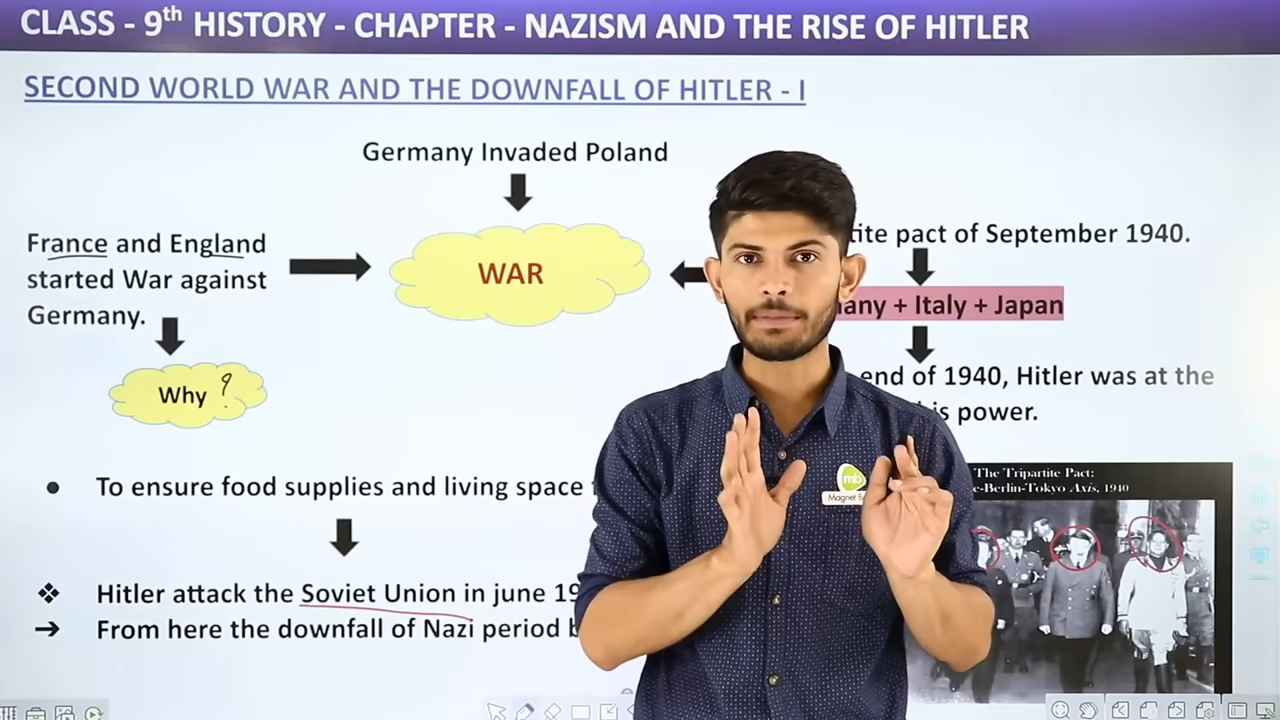 CLASS - 9th HISTORY - CHAPTER - NAZISM AND THE RISE OF HITLER
SECOND WORLD WAR AND THE DOWNFALL OF HITLER - I
Germany Invaded Poland
France and England
started War against
Germany.
WAR
pact of September 1940.
+ Italy + Japan
Why ?
end of 1940, Hitler was at the
is power.
To ensure food supplies and living space
The Tripartite Pact:
-Berlin-Tokyo Axis, 1940
mb
Magnet
Hitler attack the Soviet Union in june 19
From here the downfall of Nazi period